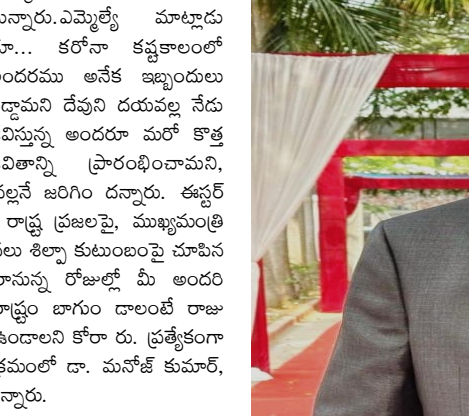 న్నారు.ఎమ్మెల్యే మాట్లాడు
... కరోనా కష్టకాలంలో
ందరము అనేక ఇబ్బందులు
డ్డామని దేవుని దయవల్ల నేడు
విస్తున్న అందరూ మరో కొత్త
వితాన్ని ప్రారంభించామని,
వల్లనే జరిగిం దన్నారు. ఈస్టర్
రాష్ట్ర ప్రజలపై, ముఖ్యమంత్రి
లు శిల్పా కుటుంబంపై చూపిన
రానున్న రోజుల్లో మీ అందరి
రాష్ట్రం బాగుం డాలంటే రాజు
ఉండాలని కోరా రు. ప్రత్యేకంగా
క్రమంలో డా. మనోజ్ కుమార్,
న్నారు.